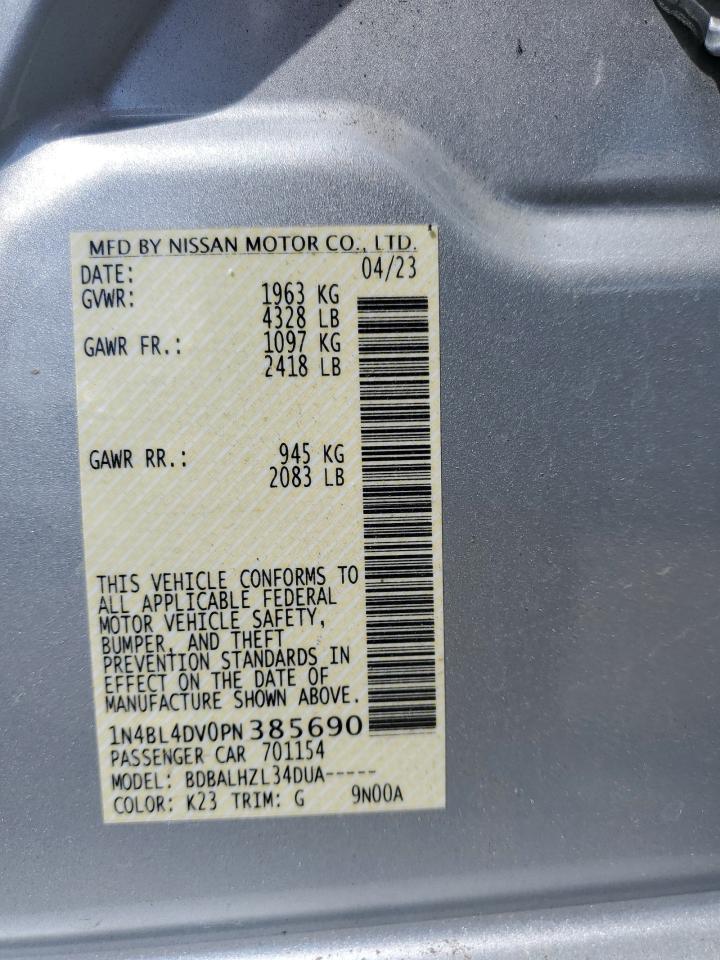 MFD BY NISSAN MOTOR CO., LTD.
DATE: 04/23
GVWR: 1963 KG
4328 LB
GAWR FR.: 1097 KG
2418 LB
GAWR RR.: 945 KG
2083 LB
THIS VEHICLE CONFORMS TO
ALL APPLICABLE FEDERAL
MOTOR VEHICLE SAFETY,
BUMPER, AND THEFT
PREVENTION STANDARDS IN
EFFECT ON THE DATE OF
MANUFACTURE SHOWN ABOVE.
1N4BL4DV0PN385690
PASSENGER CAR 701154
MODEL: BDBALHZL34DUA-----
COLOR: K23 TRIM: G 9N00A